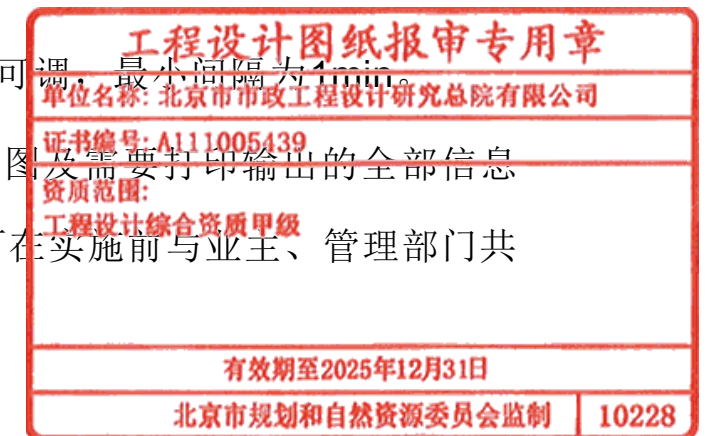 工程设计图纸报审专用章
可调，最小间隔为1min。
单位名称: 北京市市政工程设计研究总院有限公司
证书编号: A111005439
图及需要打印输出的全部信息
资质范围:
工程设计综合资质甲级
在实施前与业主、管理部门共
有效期至2025年12月31日
北京市规划和自然资源委员会监制 10228